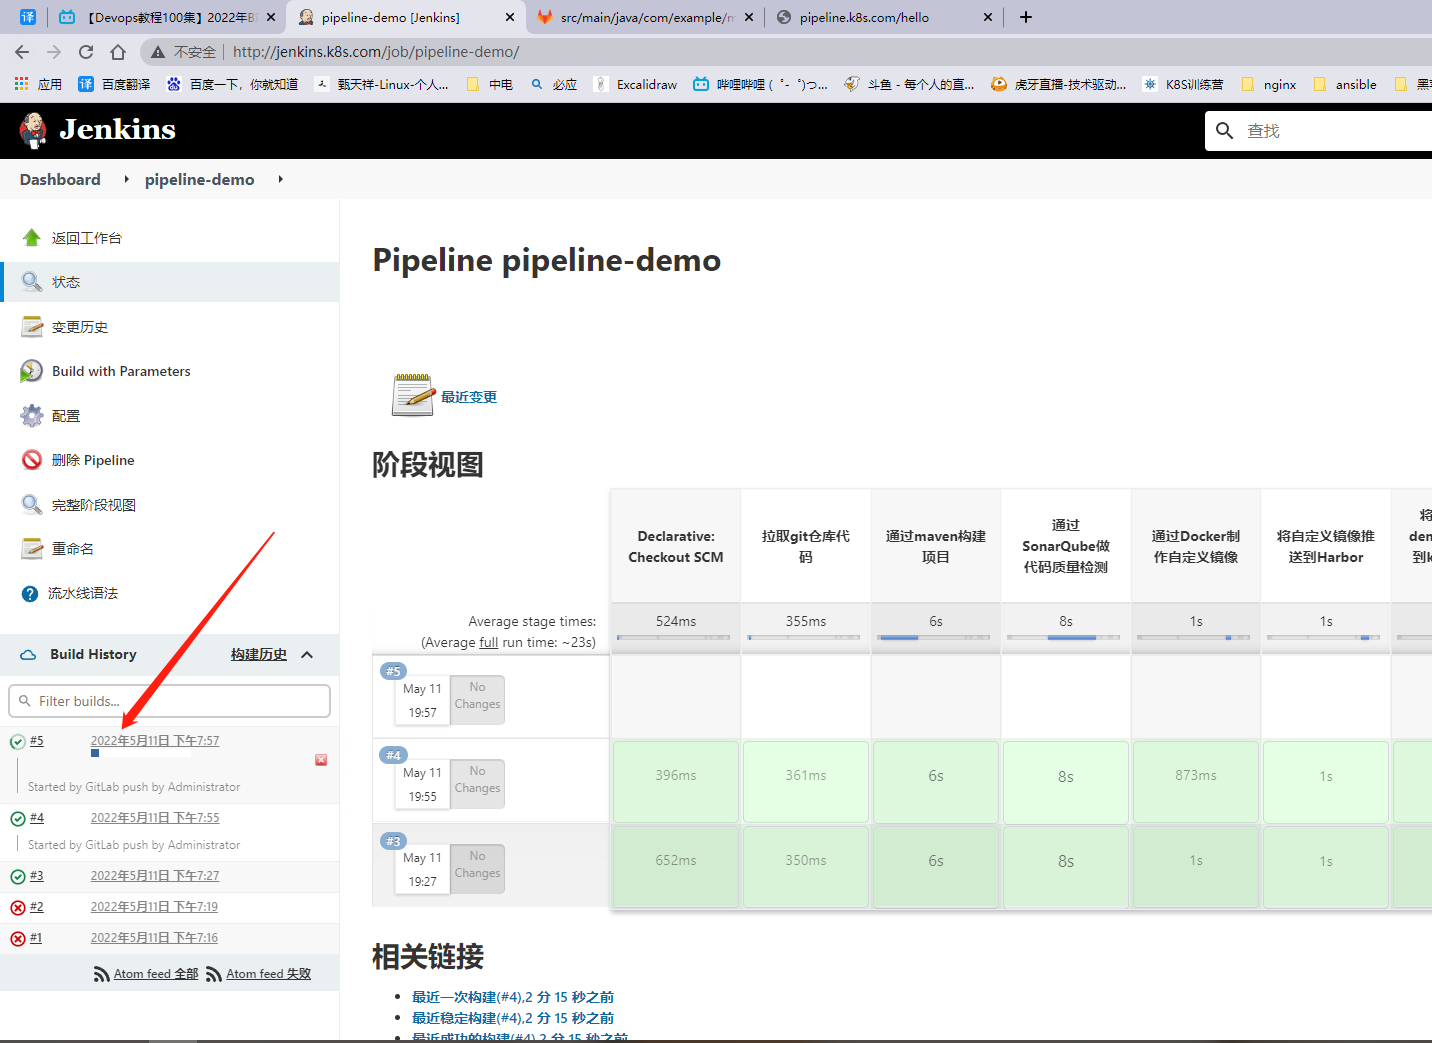 【Devops教程100集】2022年B
pipeline-demo [Jenkins]
src/main/java/com/example/
pipeline.k8s.com/hello
不安全
http://jenkins.k8s.com/job/pipeline-demo/
应用
译
百度翻译
百度一下，你就知道
甄天祥-Linux-个人...
中电
必应
Excalidraw
哔哩哔哩 (゜-゜)つ...
斗鱼 - 每个人的直...
虎牙直播-技术驱动...
K8S训练营
nginx
ansible
Jenkins
查找
Dashboard
pipeline-demo
返回工作台
状态
变更历史
Build with Parameters
配置
删除 Pipeline
完整阶段视图
重命名
流水线语法
Build History
构建历史
Filter builds...
#5
2022年5月11日 下午7:57
Started by GitLab push by Administrator
#4
2022年5月11日 下午7:55
Started by GitLab push by Administrator
#3
2022年5月11日 下午7:27
#2
2022年5月11日 下午7:19
#1
2022年5月11日 下午7:16
Atom feed 全部
Atom feed 失败
Pipeline pipeline-demo
最近变更
阶段视图
Declarative:
Checkout SCM
拉取git仓库代
码
通过maven构建
项目
通过
SonarQube做
代码质量检测
通过Docker制
作自定义镜像
将自定义镜像推
送到Harbor
将
Average stage times:
(Average full run time: ~23s)
524ms
355ms
6s
8s
1s
1s
#5
May 11
19:57
No
Changes
#4
May 11
19:55
No
Changes
396ms
361ms
6s
8s
873ms
1s
#3
May 11
19:27
No
Changes
652ms
350ms
6s
8s
1s
1s
相关链接
最近一次构建(#4),2 分 15 秒之前
最近稳定构建(#4),2 分 15 秒之前
最近成功的构建(#4),2 分 15 秒之前